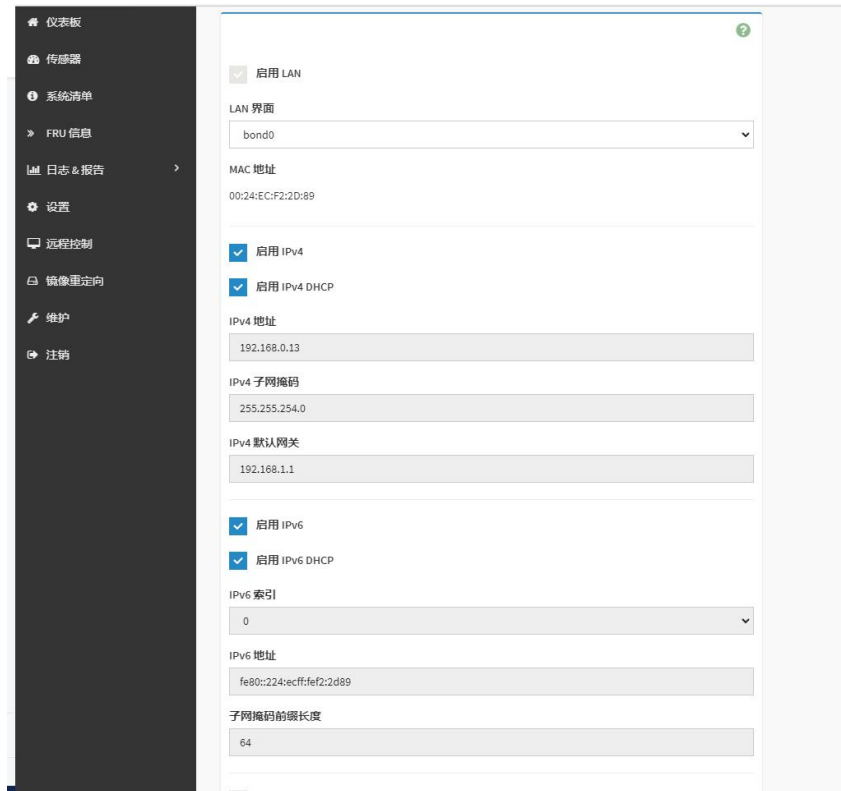 仪表板
传感器
系统清单
FRU 信息
日志 & 报告
设置
远程控制
镜像重定向
维护
注销
启用 LAN
LAN 界面
bond0
MAC 地址
00:24:EC:F2:2D:89
启用 IPv4
启用 IPv4 DHCP
IPv4 地址
192.168.0.13
IPv4 子网掩码
255.255.254.0
IPv4 默认网关
192.168.1.1
启用 IPv6
启用 IPv6 DHCP
IPv6 索引
0
IPv6 地址
fe80::224:ecff:fef2:2d89
子网掩码前缀长度
64